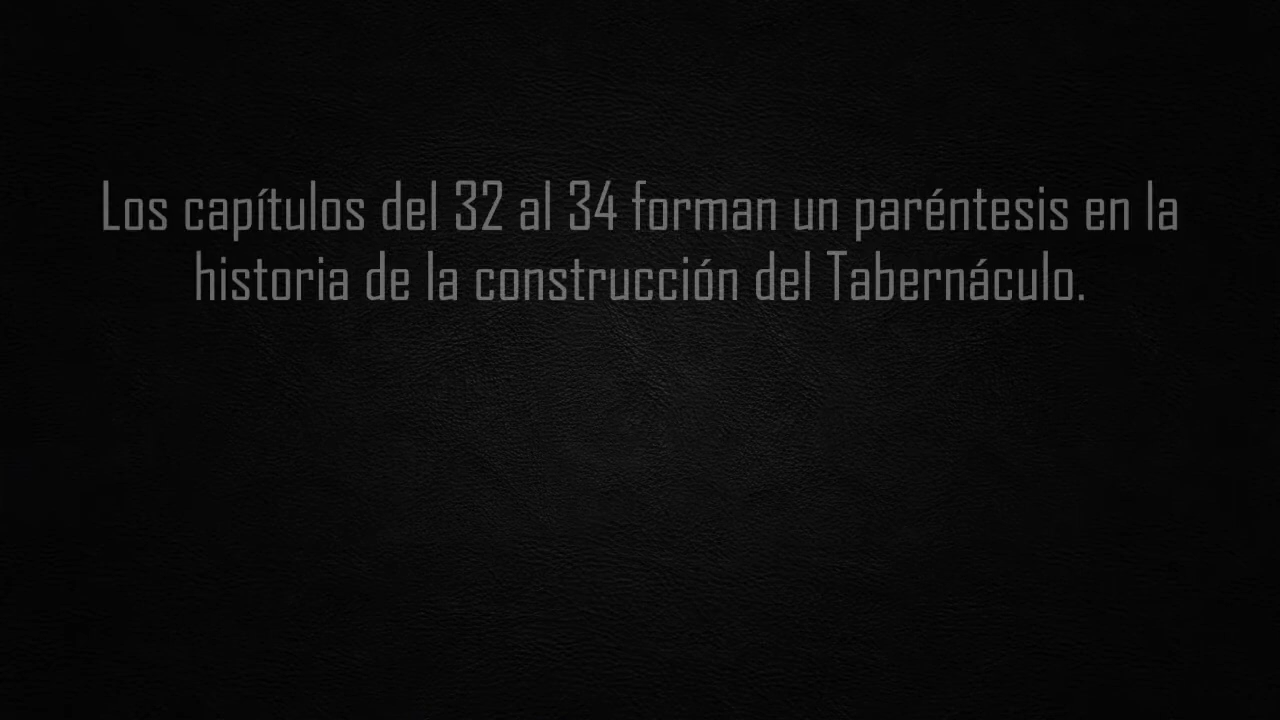 Los capítulos del 32 al 34 forman un paréntesis en la
historia de la construcción del Tabernáculo.